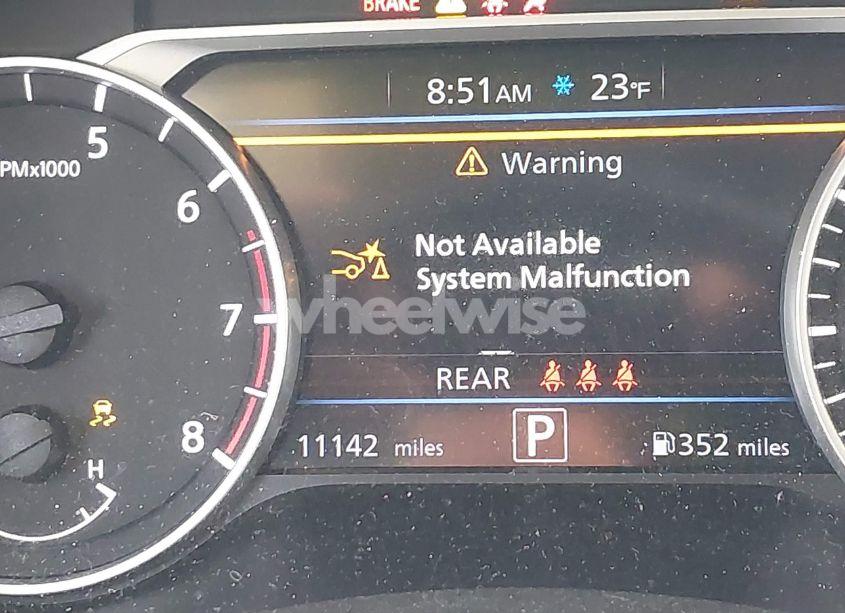 BRAKE
8:51AM 23°F
5
PMx1000
Warning
6
Not Available
System Malfunction
7
wheelwise
REAR
8
11142 miles P 352 miles
H